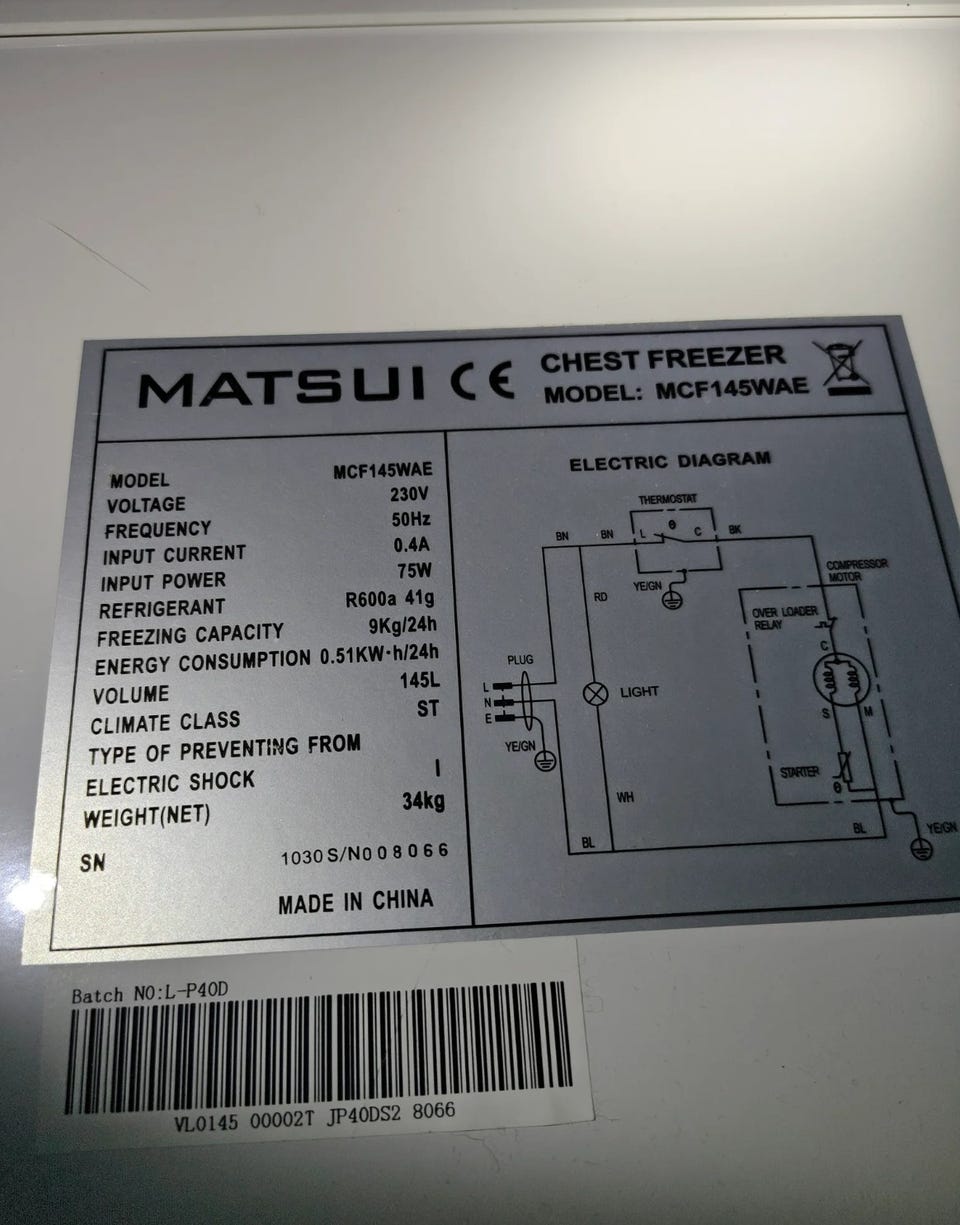 MATSUI CE CHEST FREEZER
MODEL: MCF145WAE
MODEL MCF145WAE
VOLTAGE 230V
FREQUENCY 50Hz
INPUT CURRENT 0.4A
INPUT POWER 75W
REFRIGERANT R600a 41g
FREEZING CAPACITY 9Kg/24h
ENERGY CONSUMPTION 0.51KW·h/24h
VOLUME 145L
CLIMATE CLASS ST
TYPE OF PREVENTING FROM
ELECTRIC SHOCK I
WEIGHT(NET) 34kg
SN 1030 S/N008066
MADE IN CHINA
ELECTRIC DIAGRAM
THERMOSTAT
BN BN L θ C BK
YE/GN
RD
COMPRESSOR
MOTOR
OVER LOADER
RELAY
C
PLUG
L
N
E
LIGHT
S M
YE/GN
STARTER
θ
WH
BL
BL
YE/GN
Batch NO:L-P40D
VL0145 00002T JP40DS2 8066